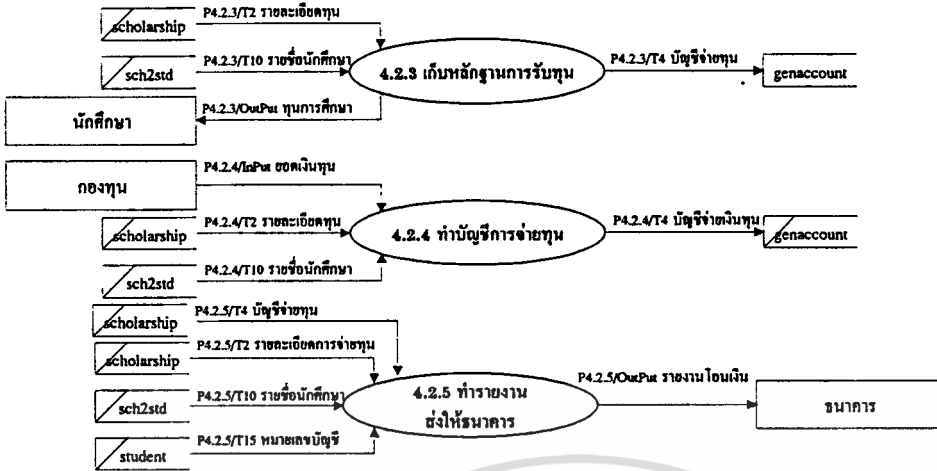 scholarship
P4.2.3/T2 รายละเอียดทุน
sch2std
P4.2.3/T10 รายชื่อนักศึกษา
4.2.3 เก็บหลักฐานการรับทุน
P4.2.3/T4 บัญชีจ่ายทุน
genaccount
นักศึกษา
P4.2.3/OutPut ทุนการศึกษา
กองทุน
P4.2.4/InPut ยอดเงินทุน
scholarship
P4.2.4/T2 รายละเอียดทุน
4.2.4 ทำบัญชีการจ่ายทุน
P4.2.4/T4 บัญชีจ่ายเงินทุน
genaccount
sch2std
P4.2.4/T10 รายชื่อนักศึกษา
scholarship
P4.2.5/T4 บัญชีจ่ายทุน
scholarship
P4.2.5/T2 รายละเอียดการจ่ายทุน
sch2std
P4.2.5/T10 รายชื่อนักศึกษา
4.2.5 ทำรายงาน
ส่งให้ธนาคาร
P4.2.5/OutPut รายงานโอนเงิน
ธนาคาร
student
P4.2.5/T15 หมายเลขบัญชี